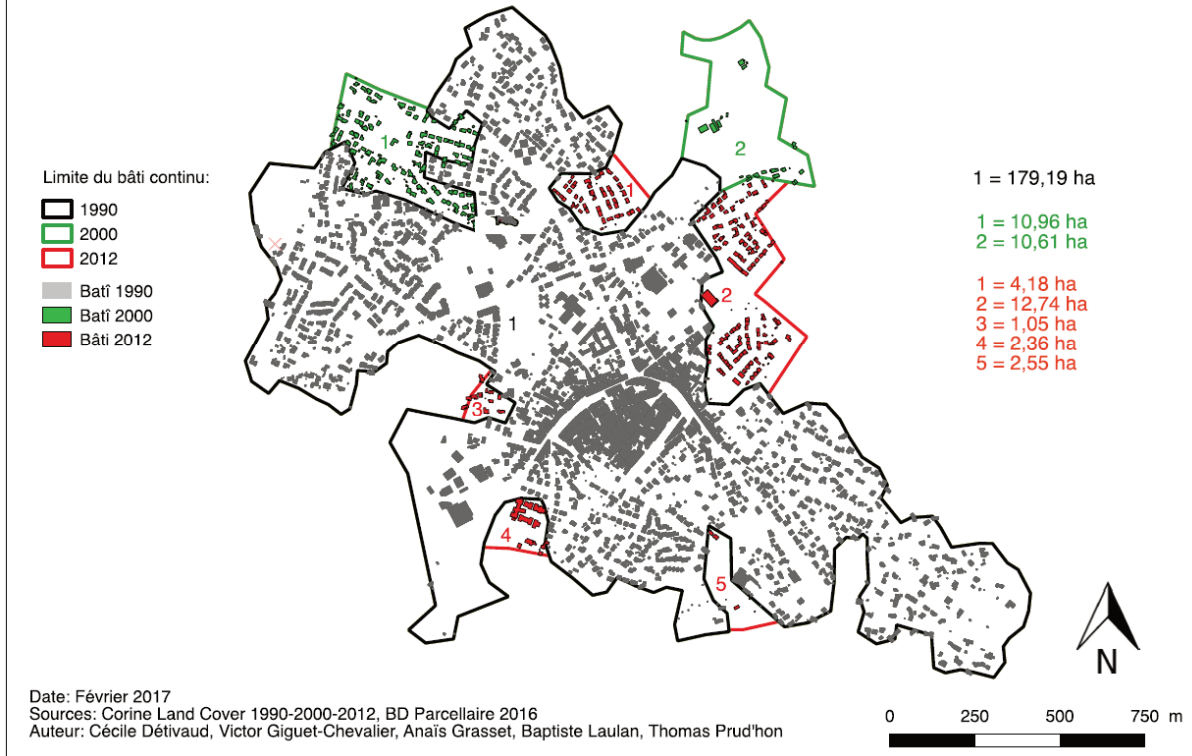 Limite du bâti continu:
1990
2000
2012
Batî 1990
Batî 2000
Bâti 2012
1
2
1
2
1
3
4
5
1 = 179,19 ha
1 = 10,96 ha
2 = 10,61 ha
1 = 4,18 ha
2 = 12,74 ha
3 = 1,05 ha
4 = 2,36 ha
5 = 2,55 ha
N
Date: Février 2017
Sources: Corine Land Cover 1990-2000-2012, BD Parcellaire 2016
Auteur: Cécile Détivaud, Victor Giguet-Chevalier, Anaïs Grasset, Baptiste Laulan, Thomas Prud'hon
0 250 500 750 m